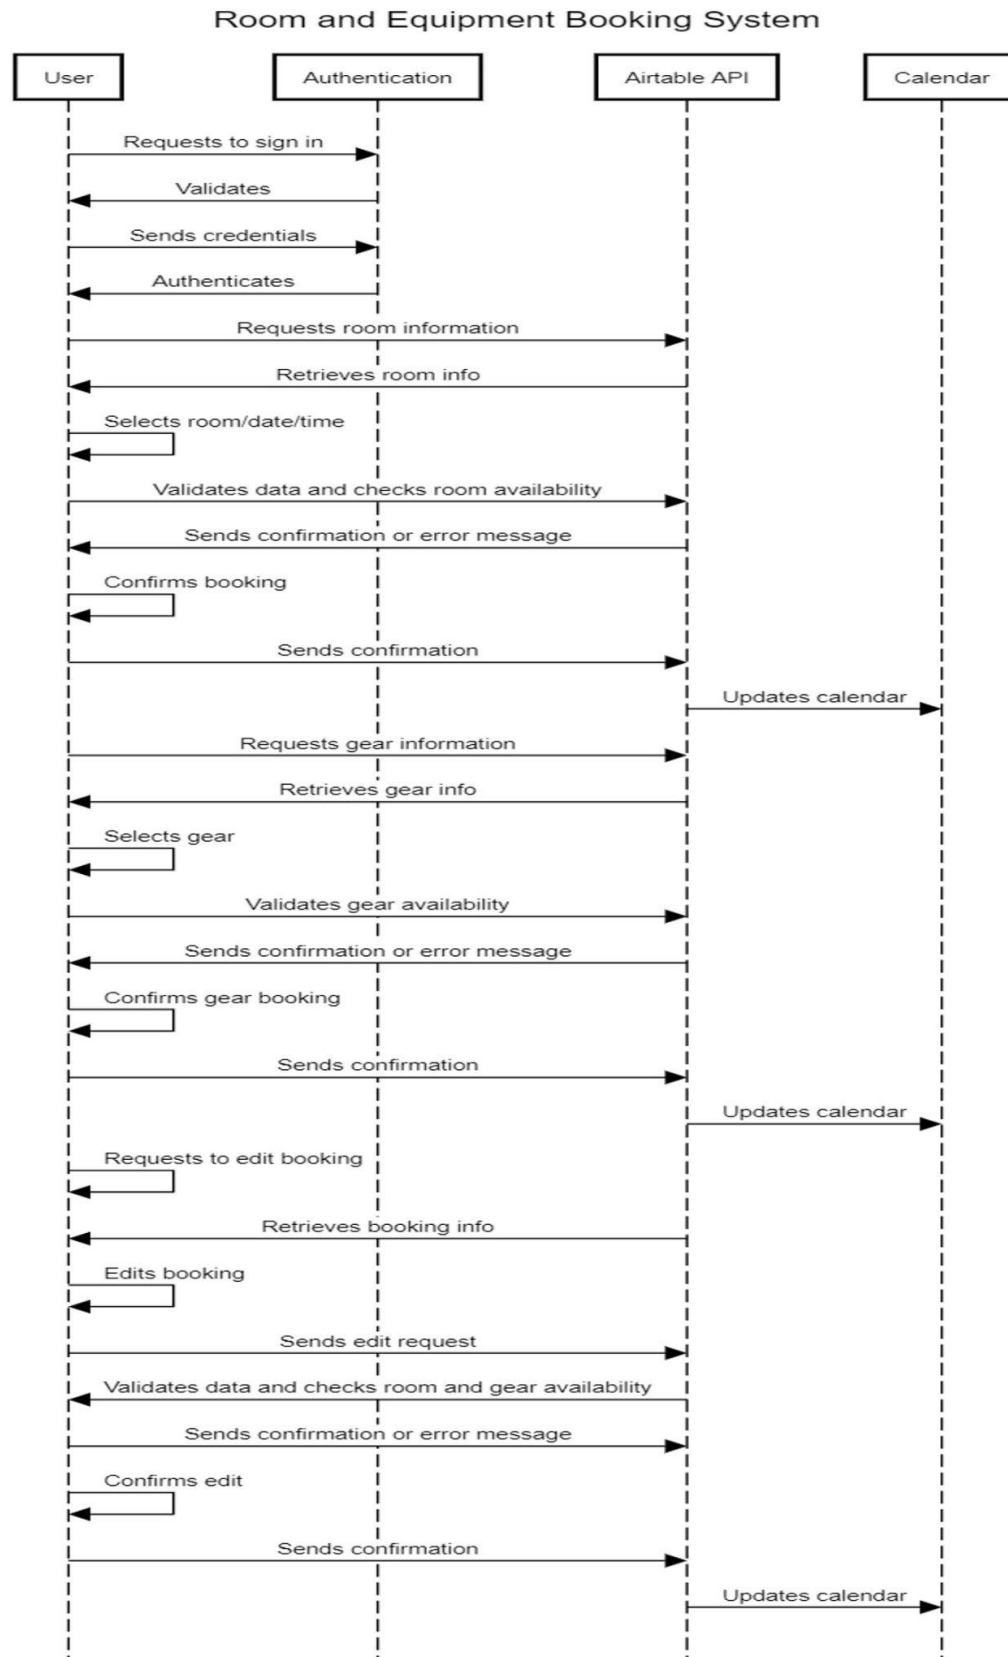 Room and Equipment Booking System
User
Authentication
Airtable API
Calendar
Requests to sign in
Validates
Sends credentials
Authenticates
Requests room information
Retrieves room info
Selects room/date/time
Validates data and checks room availability
Sends confirmation or error message
Confirms booking
Sends confirmation
Updates calendar
Requests gear information
Retrieves gear info
Selects gear
Validates gear availability
Sends confirmation or error message
Confirms gear booking
Sends confirmation
Updates calendar
Requests to edit booking
Retrieves booking info
Edits booking
Sends edit request
Validates data and checks room and gear availability
Sends confirmation or error message
Confirms edit
Sends confirmation
Updates calendar